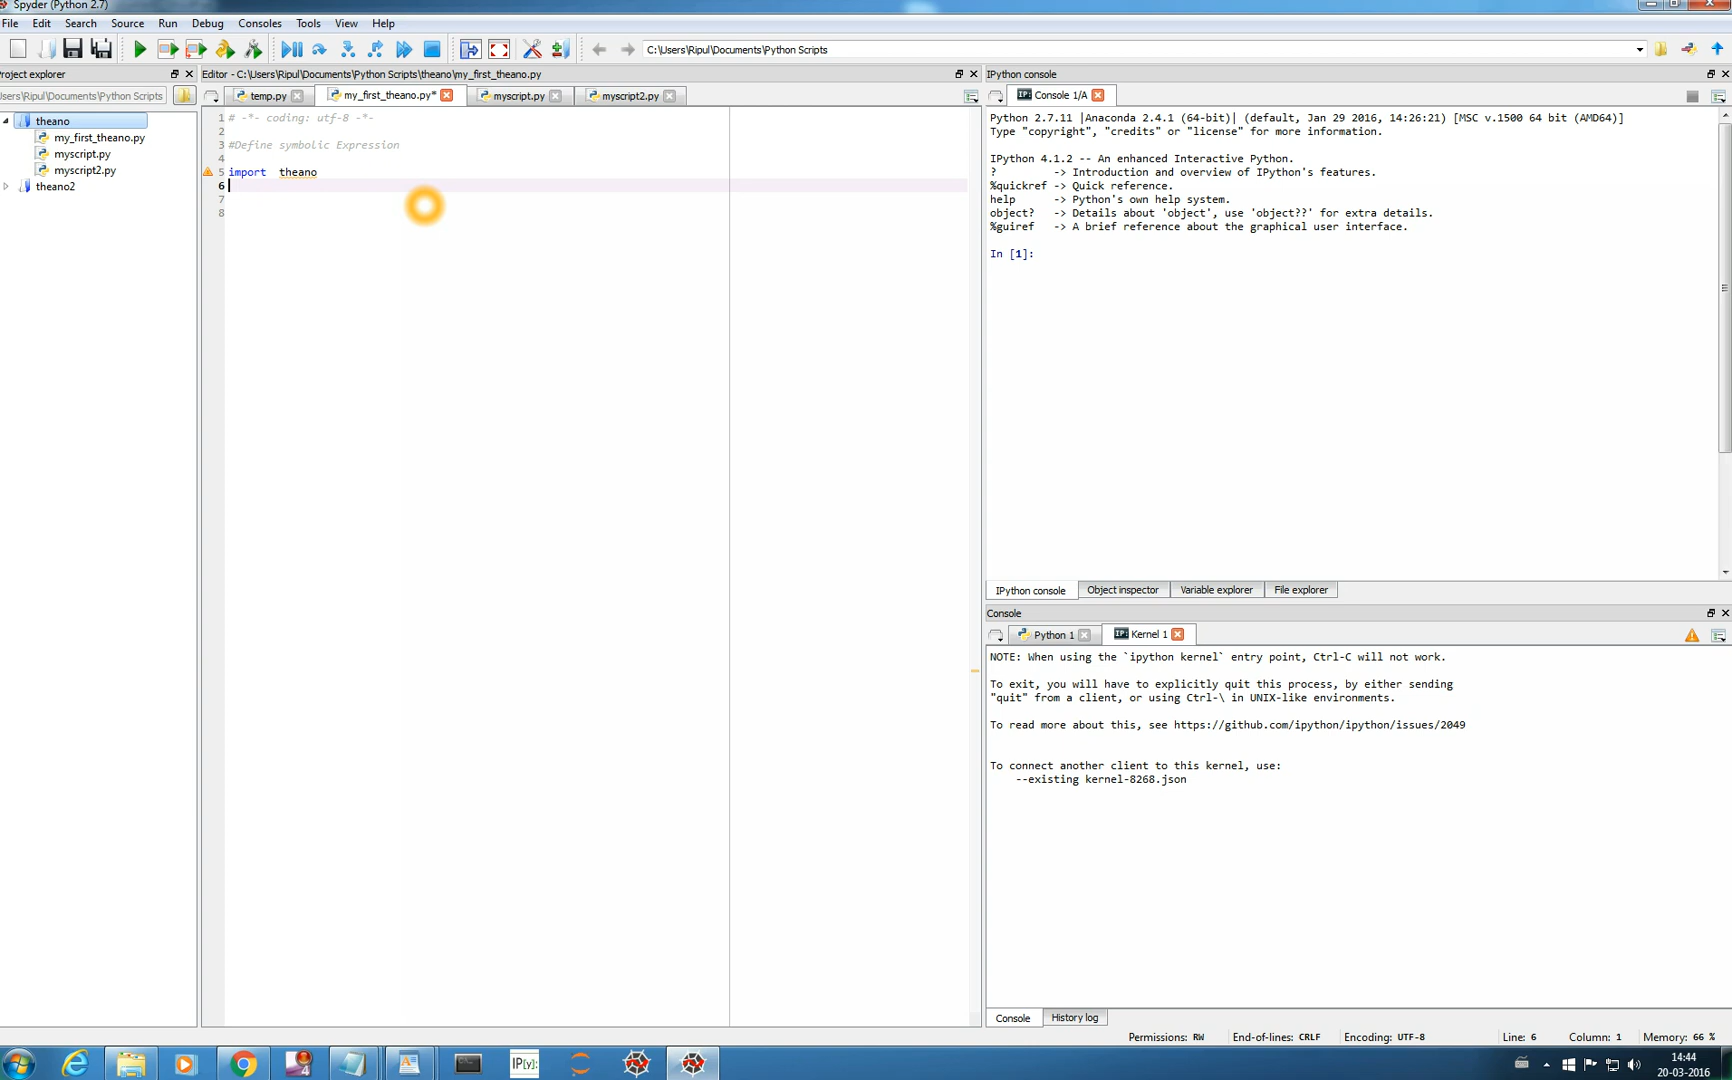 Spyder (Python 2.7)
File Edit Search Source Run Debug Consoles Tools View Help
C:\Users\Ripul\Documents\Python Scripts
Project explorer
sers\Ripul\Documents\Python Scripts
theano
my_first_theano.py
myscript.py
myscript2.py
theano2
Editor - C:\Users\Ripul\Documents\Python Scripts\theano\my_first_theano.py
temp.py my_first_theano.py* myscript.py myscript2.py
1 # -*- coding: utf-8 -*-
2
3 #Define symbolic Expression
4
5 import  theano
6
7
8
IPython console
IP: Console 1/A
Python 2.7.11 |Anaconda 2.4.1 (64-bit)| (default, Jan 29 2016, 14:26:21) [MSC v.1500 64 bit (AMD64)]
Type "copyright", "credits" or "license" for more information.
IPython 4.1.2 -- An enhanced Interactive Python.
? -> Introduction and overview of IPython's features.
%quickref -> Quick reference.
help -> Python's own help system.
object? -> Details about 'object', use 'object??' for extra details.
%guiref -> A brief reference about the graphical user interface.
In [1]:
IPython console Object inspector Variable explorer File explorer
Console
Python 1 IP: Kernel 1
NOTE: When using the `ipython kernel` entry point, Ctrl-C will not work.
To exit, you will have to explicitly quit this process, by either sending
"quit" from a client, or using Ctrl-\ in UNIX-like environments.
To read more about this, see https://github.com/ipython/ipython/issues/2049
To connect another client to this kernel, use:
--existing kernel-8268.json
Console History log
Permissions: RW End-of-lines: CRLF Encoding: UTF-8 Line: 6 Column: 1 Memory: 66 %
4
IP[y]:
14:44
20-03-2016